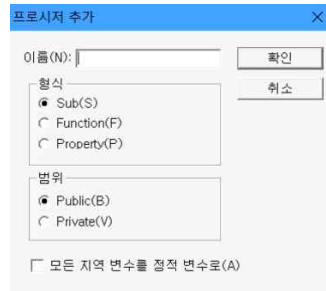 프로시저 추가
이름(N):
확인
취소
형식
Sub(S)
Function(F)
Property(P)
범위
Public(B)
Private(V)
모든 지역 변수를 정적 변수로(A)